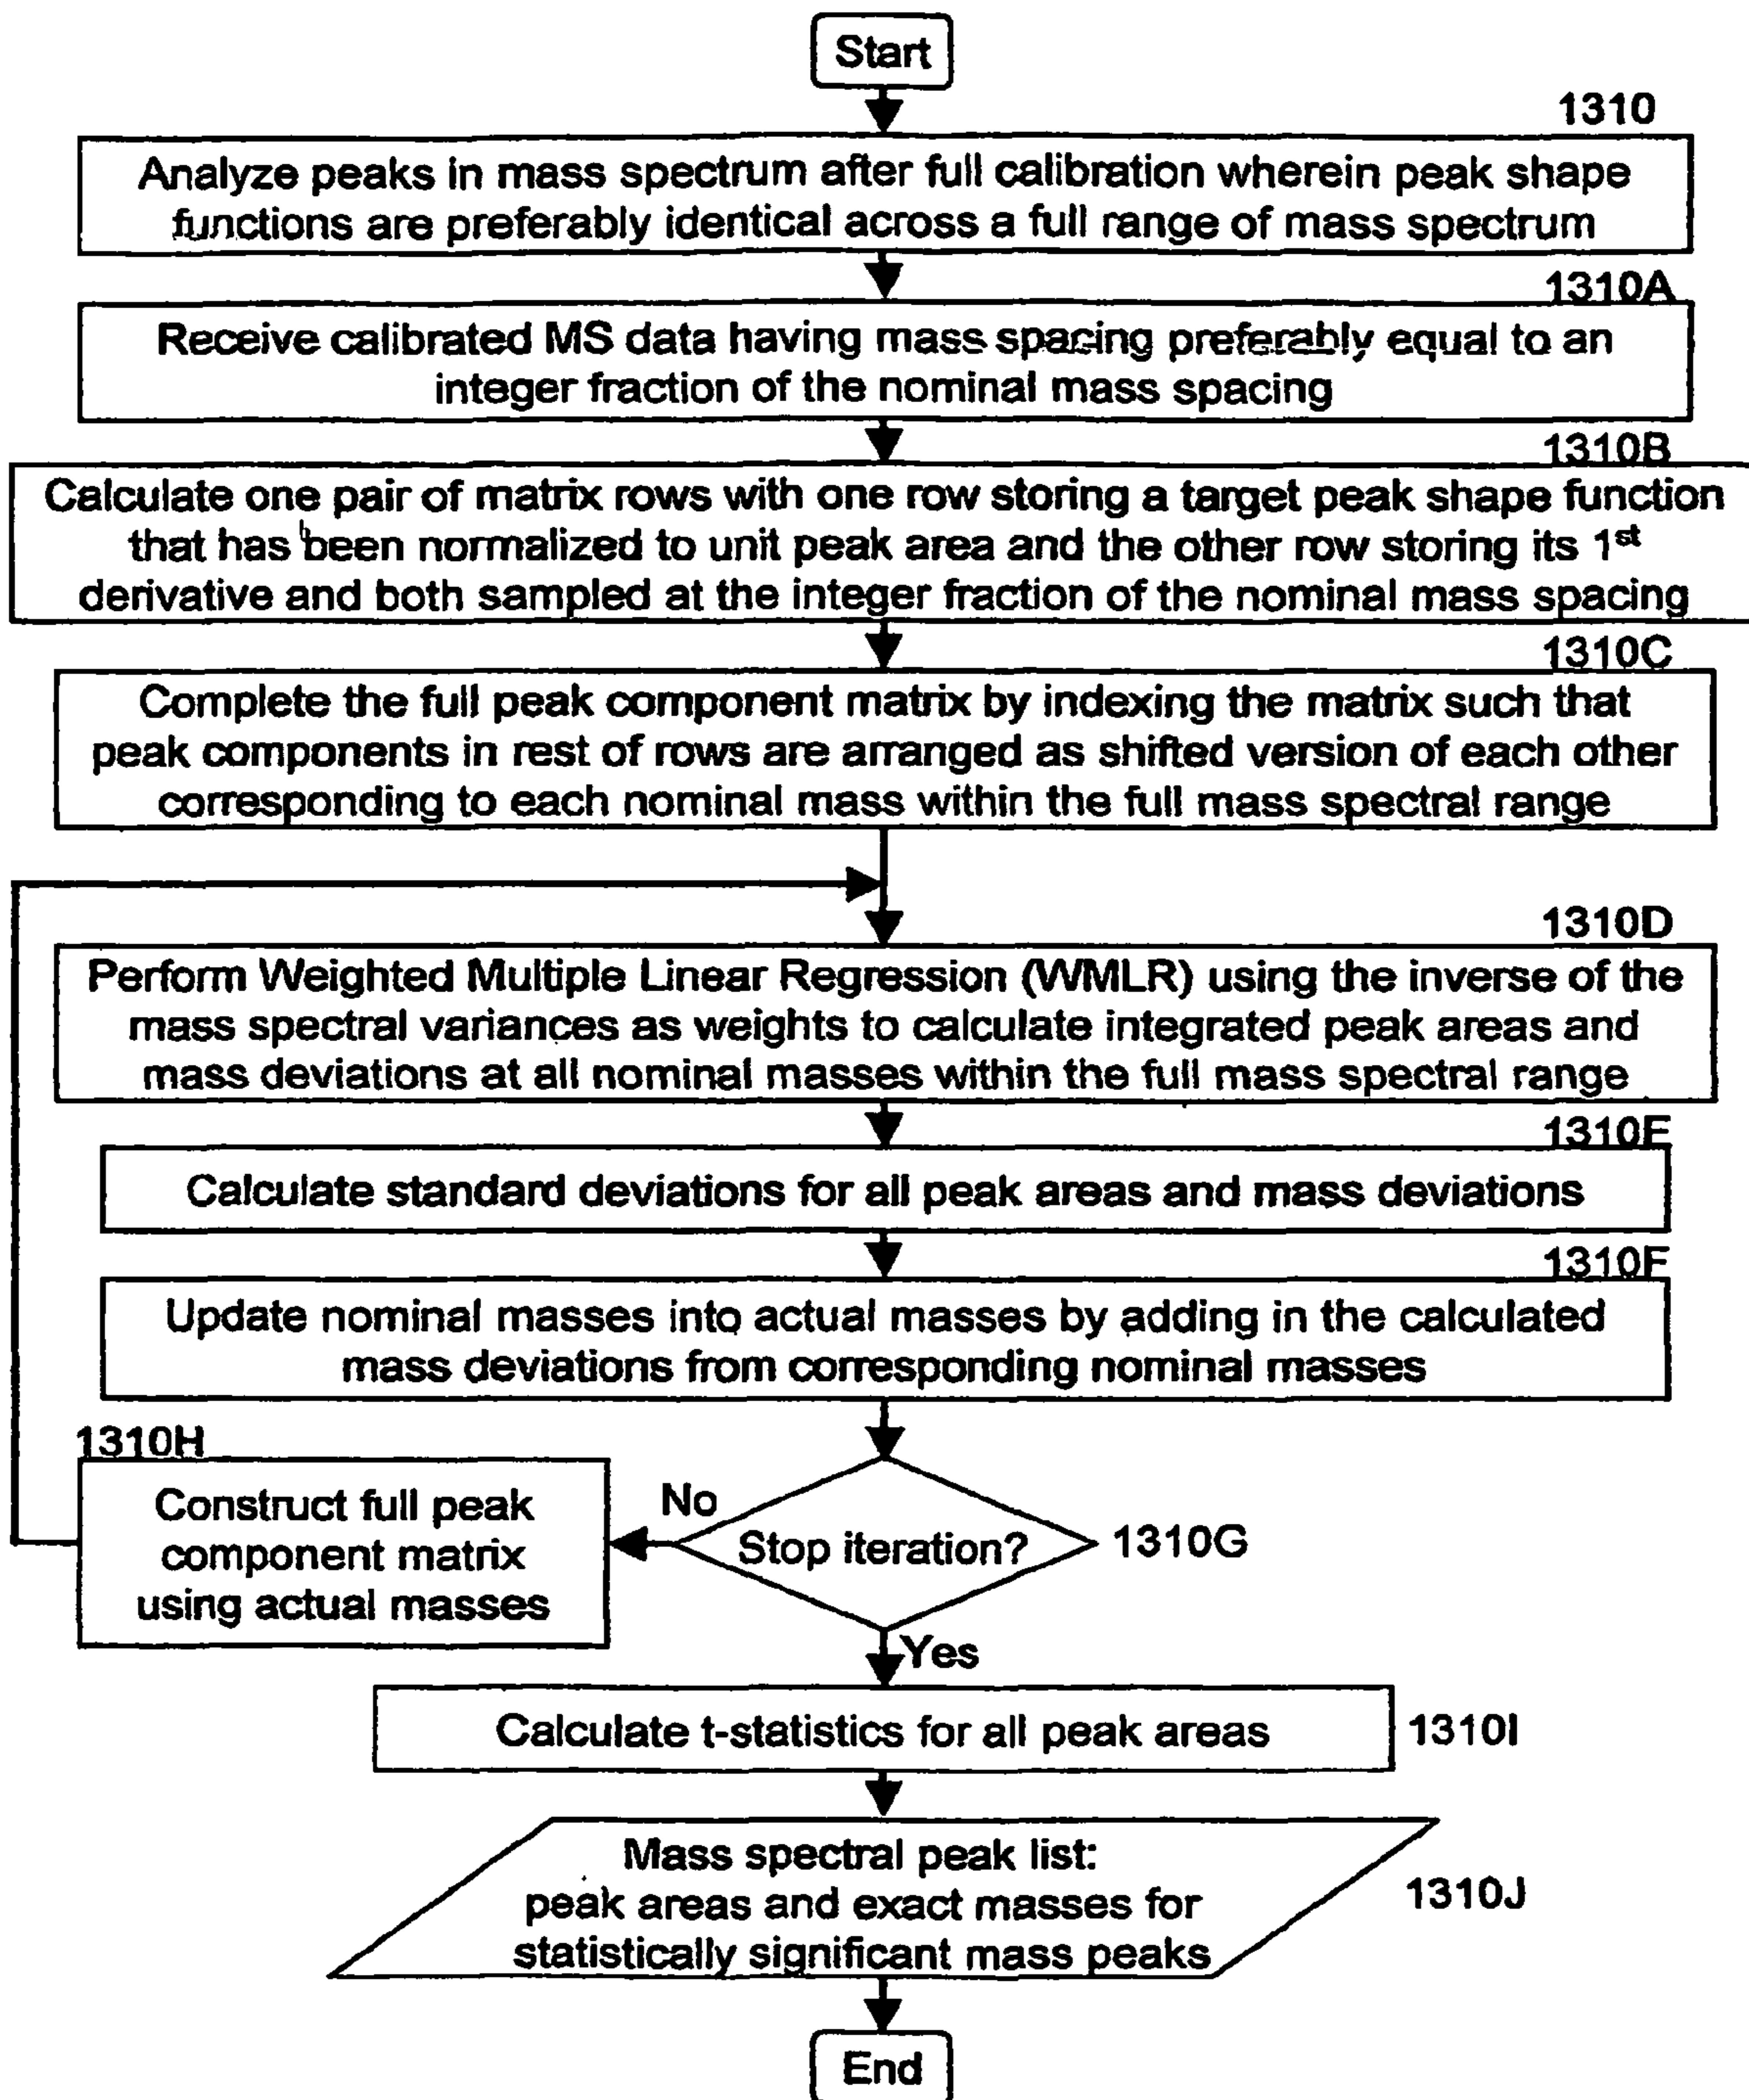 Start
1310
Analyze peaks in mass spectrum after full calibration wherein peak shape
functions are preferably identical across a full range of mass spectrum
1310A
Receive calibrated MS data having mass spacing preferably equal to an
integer fraction of the nominal mass spacing
1310B
Calculate one pair of matrix rows with one row storing a target peak shape function
that has been normalized to unit peak area and the other row storing its 1st
derivative and both sampled at the integer fraction of the nominal mass spacing
1310C
Complete the full peak component matrix by indexing the matrix such that
peak components in rest of rows are arranged as shifted version of each other
corresponding to each nominal mass within the full mass spectral range
1310D
Perform Weighted Multiple Linear Regression (WMLR) using the inverse of the
mass spectral variances as weights to calculate integrated peak areas and
mass deviations at all nominal masses within the full mass spectral range
1310E
Calculate standard deviations for all peak areas and mass deviations
1310F
Update nominal masses into actual masses by adding in the calculated
mass deviations from corresponding nominal masses
1310H
Construct full peak
component matrix
using actual masses
No
Stop iteration?
1310G
Yes
Calculate t-statistics for all peak areas
1310I
Mass spectral peak list:
peak areas and exact masses for
statistically significant mass peaks
1310J
End